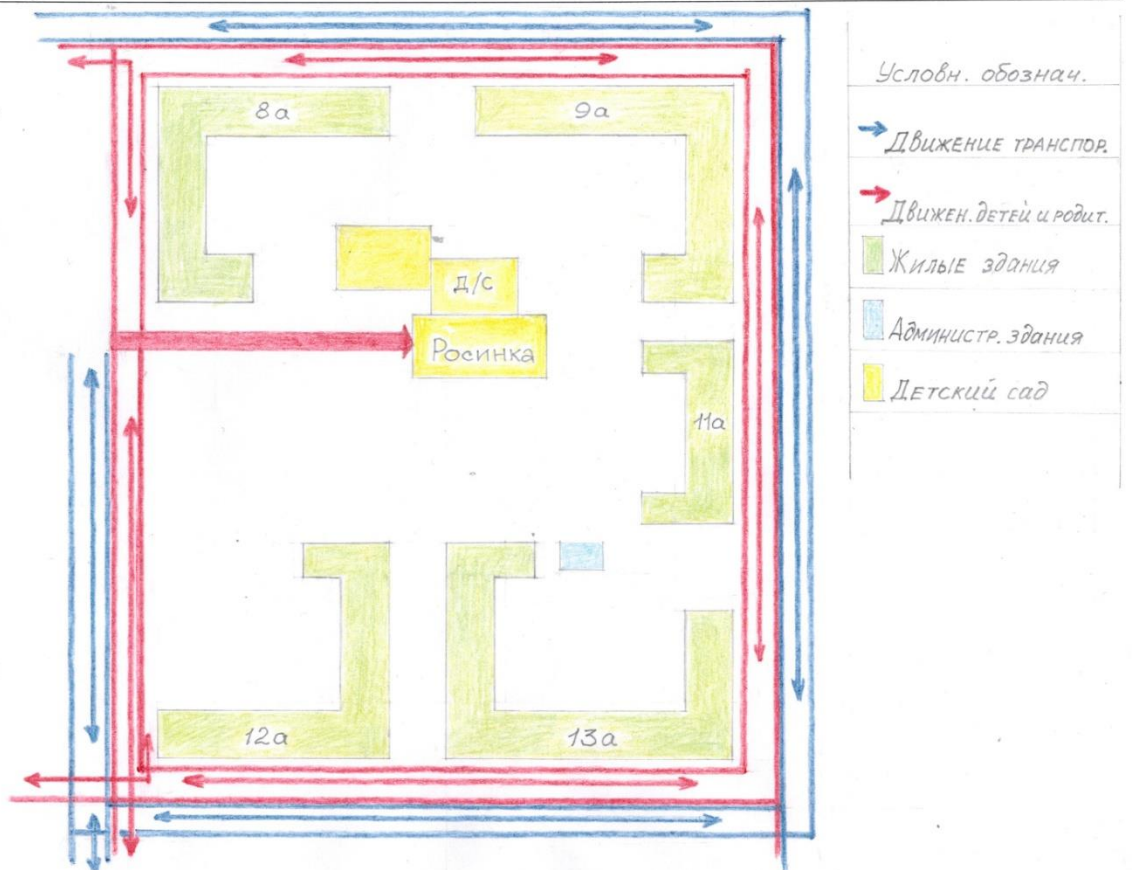 8а
9а
Д/С
Росинка
11а
12а
13а
Условн. обознач.
Движение транспор.
Движен. детей и родит.
Жилые здания
Администр. здания
Детский сад